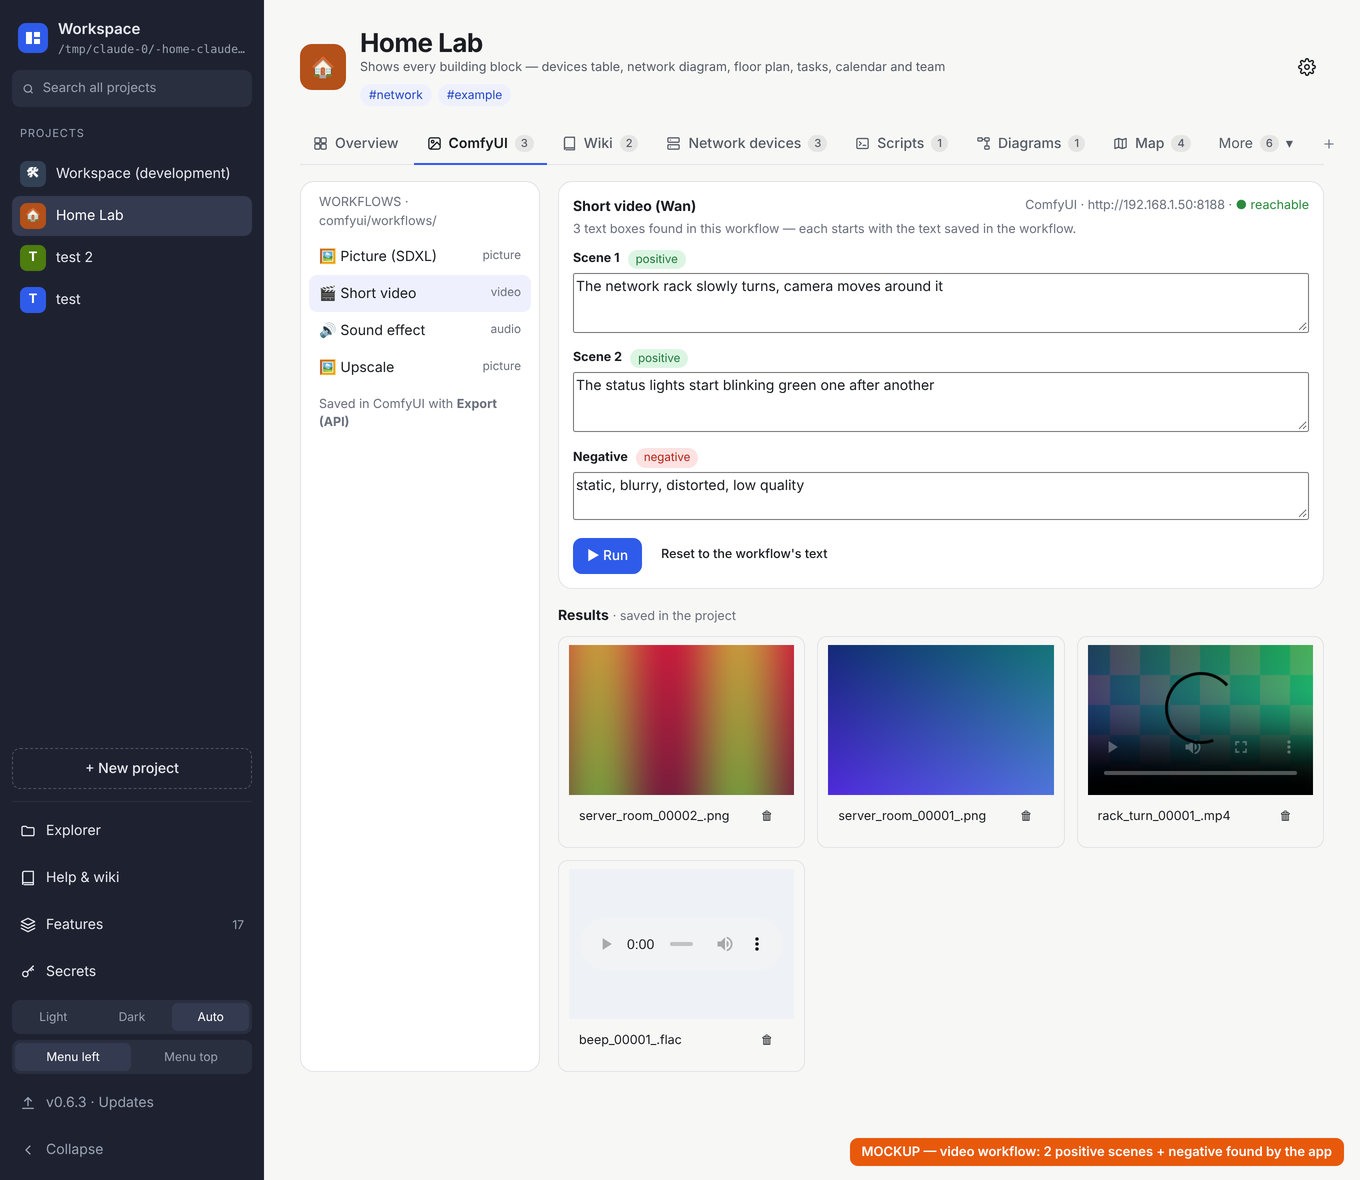 Workspace
/tmp/claude-0/-home-claude…
Search all projects
PROJECTS
Workspace (development)
Home Lab
T test 2
T test
+ New project
Explorer
Help & wiki
Features 17
Secrets
Light Dark Auto
Menu left Menu top
v0.6.3 · Updates
Collapse
Home Lab
Shows every building block — devices table, network diagram, floor plan, tasks, calendar and team
#network #example
Overview ComfyUI 3 Wiki 2 Network devices 3 Scripts 1 Diagrams 1 Map 4 More 6 ▾ +
WORKFLOWS ·
comfyui/workflows/
Picture (SDXL) picture
Short video video
Sound effect audio
Upscale picture
Saved in ComfyUI with Export
(API)
Short video (Wan) ComfyUI · http://192.168.1.50:8188 · ● reachable
3 text boxes found in this workflow — each starts with the text saved in the workflow.
Scene 1 positive
The network rack slowly turns, camera moves around it
Scene 2 positive
The status lights start blinking green one after another
Negative negative
static, blurry, distorted, low quality
▶ Run Reset to the workflow's text
Results · saved in the project
server_room_00002_.png
server_room_00001_.png
rack_turn_00001_.mp4
0:00
beep_00001_.flac
MOCKUP — video workflow: 2 positive scenes + negative found by the app